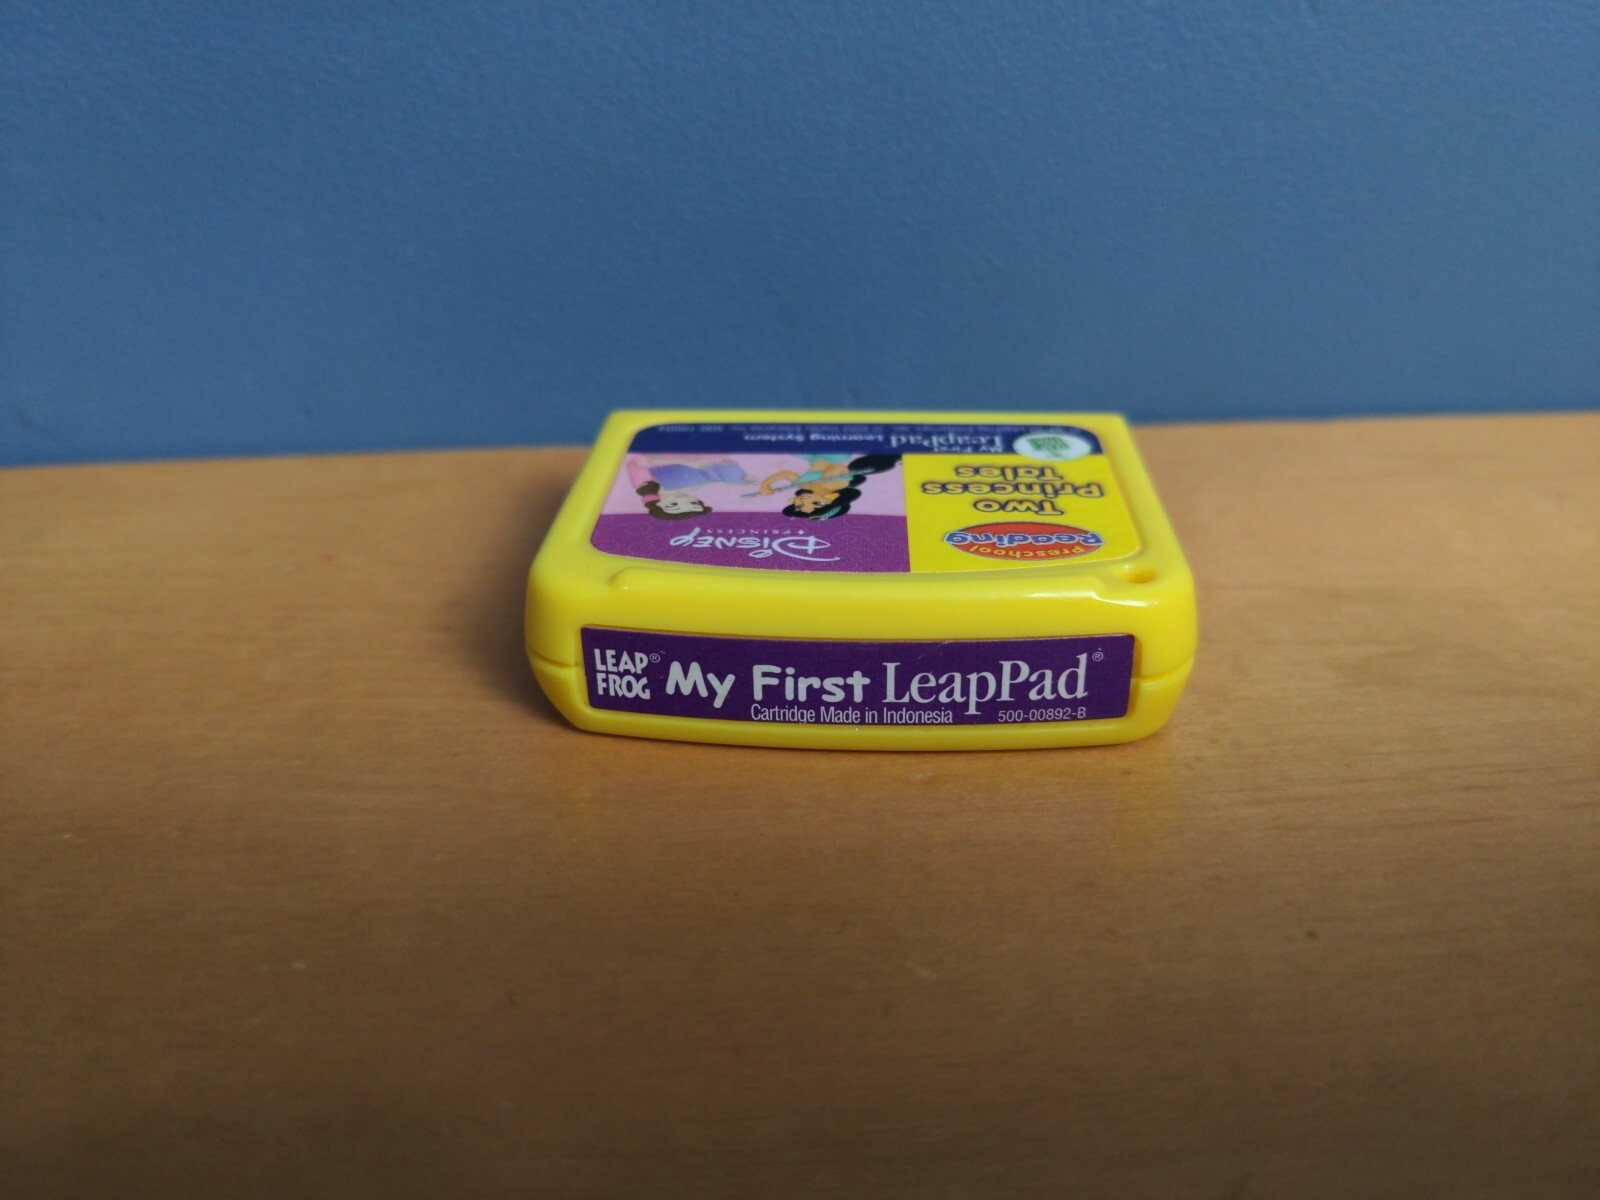 LEAP
FROG®
My First LeapPad®
Cartridge Made in Indonesia 500-00892-B
Preschool
Reading
Two
Princess
Tales
Disney
PRINCESS
My First
LeapPad Learning System